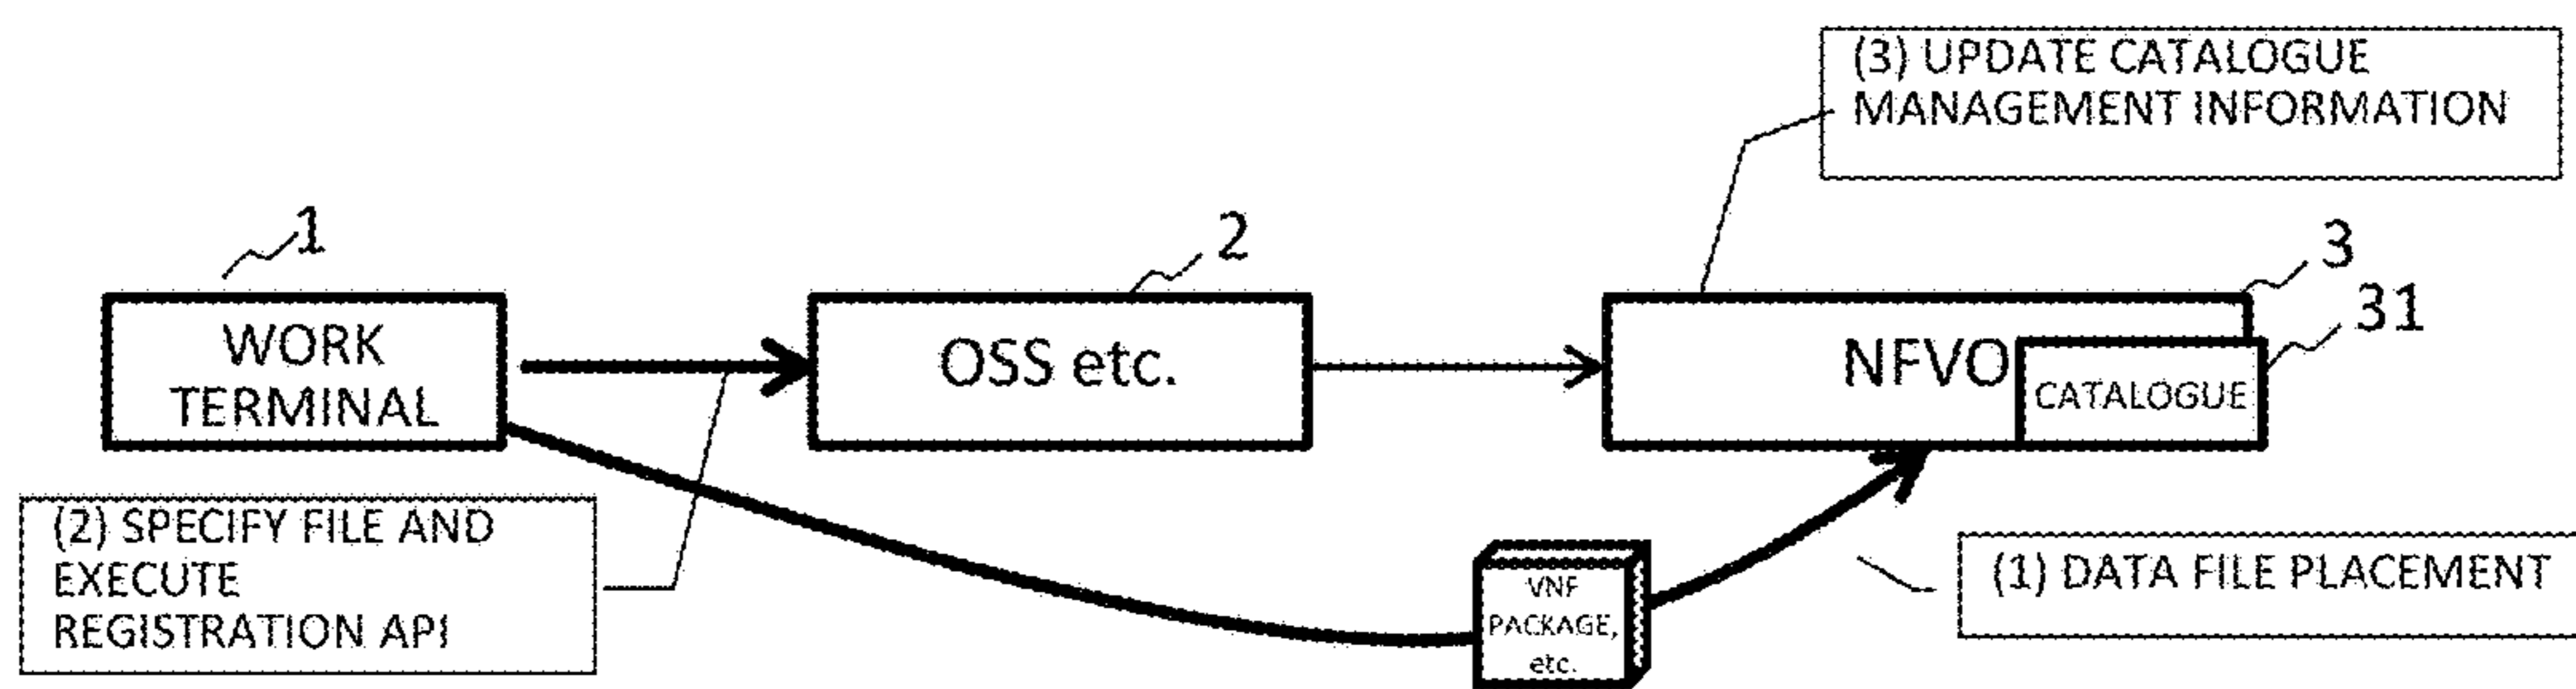 (3) UPDATE CATALOGUE
MANAGEMENT INFORMATION
1
2
3
31
WORK
TERMINAL
OSS etc.
NFVO
CATALOGUE
(2) SPECIFY FILE AND
EXECUTE
REGISTRATION API
VNF
PACKAGE,
etc.
(1) DATA FILE PLACEMENT